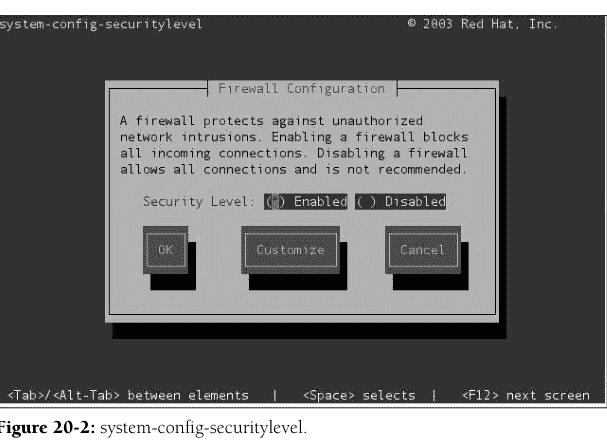 system-config-securitylevel © 2003 Red Hat, Inc.
Firewall Configuration
A firewall protects against unauthorized
network intrusions. Enabling a firewall blocks
all incoming connections. Disabling a firewall
allows all connections and is not recommended.
Security Level: (*) Enabled ( ) Disabled
OK Customize Cancel
<Tab>/<Alt-Tab> between elements | <Space> selects | <F12> next screen
Figure 20-2: system-config-securitylevel.